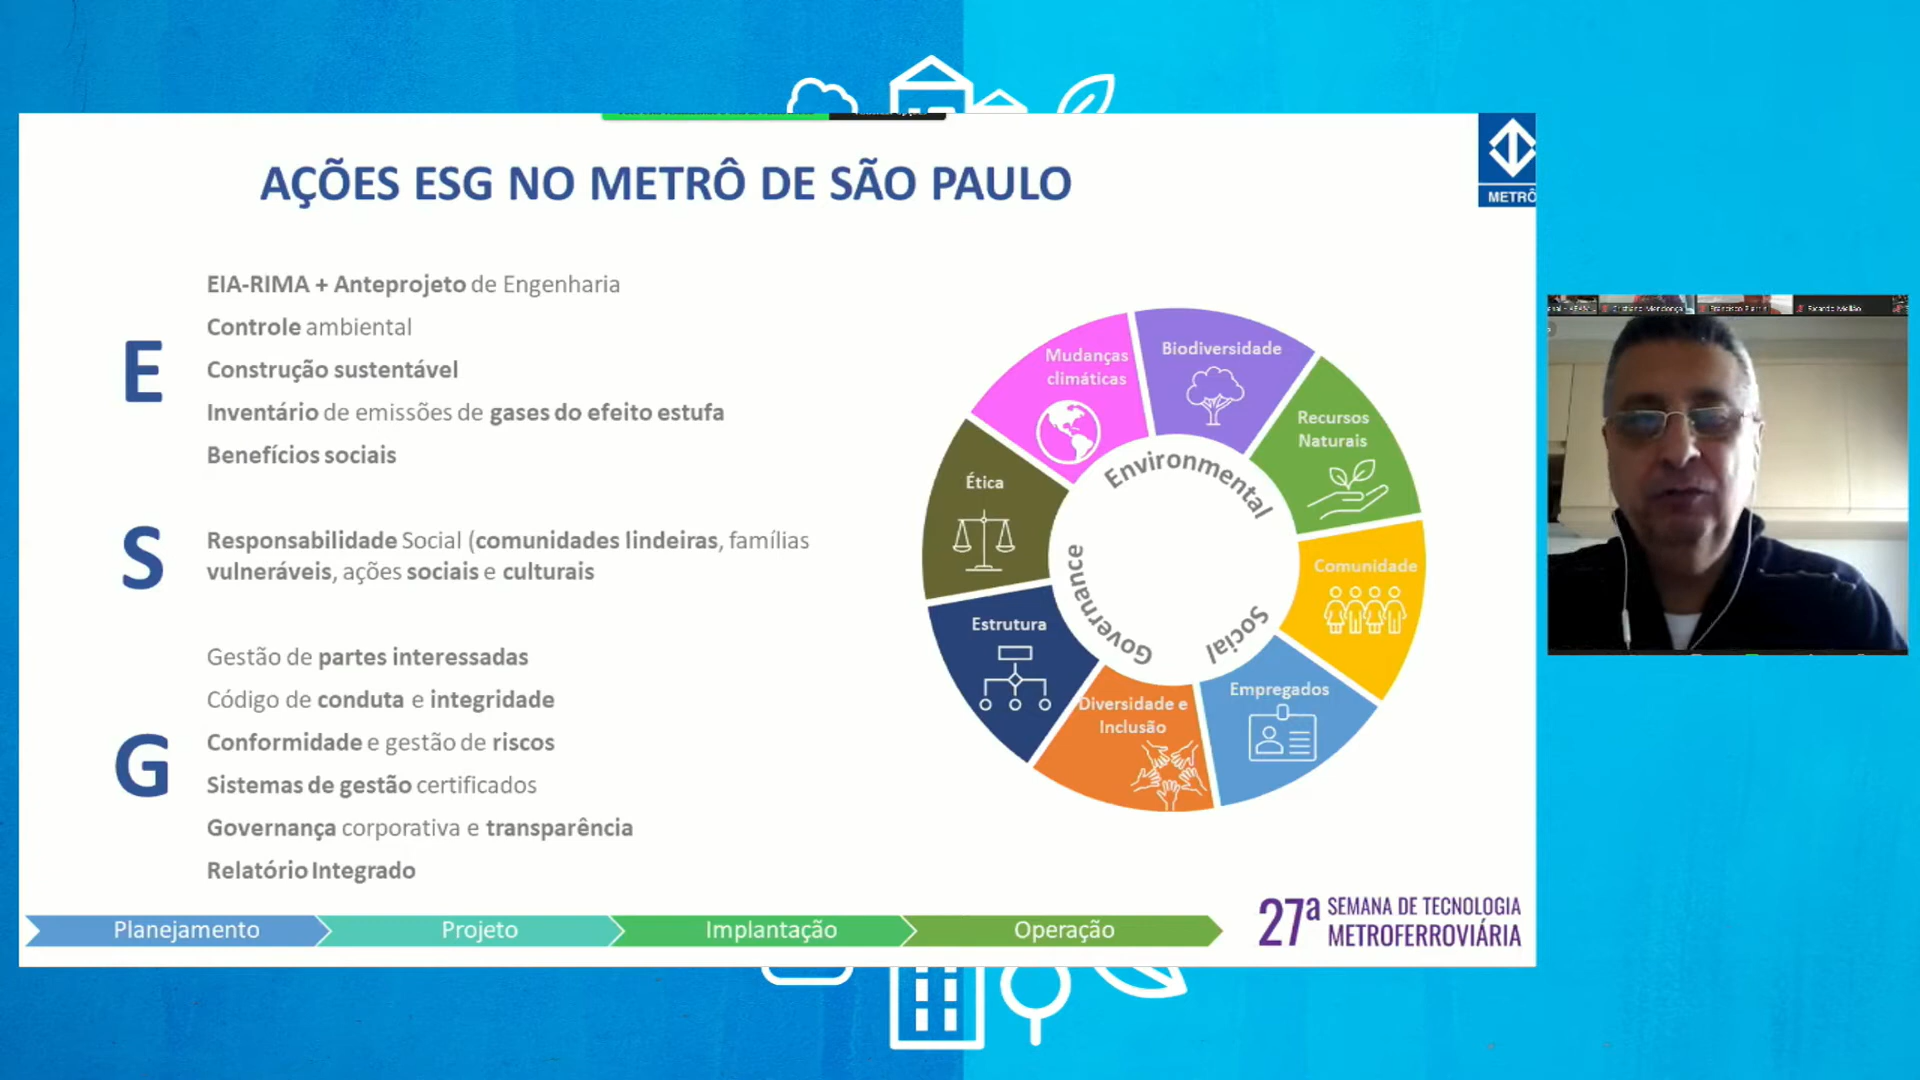 AÇÕES ESG NO METRÔ DE SÃO PAULO
METRÔ
E
EIA-RIMA + Anteprojeto de Engenharia
Controle ambiental
Construção sustentável
Inventário de emissões de gases do efeito estufa
Benefícios sociais
S
Responsabilidade Social (comunidades lindeiras, famílias
vulneráveis, ações sociais e culturais
G
Gestão de partes interessadas
Código de conduta e integridade
Conformidade e gestão de riscos
Sistemas de gestão certificados
Governança corporativa e transparência
Relatório Integrado
Mudanças
climáticas
Biodiversidade
Recursos
Naturais
Comunidade
Empregados
Diversidade e
Inclusão
Estrutura
Ética
Environmental
Social
Governance
Planejamento
Projeto
Implantação
Operação
27ª SEMANA DE TECNOLOGIA
METROFERROVIÁRIA
Cristiano Mendonça
Ricardo Mellão